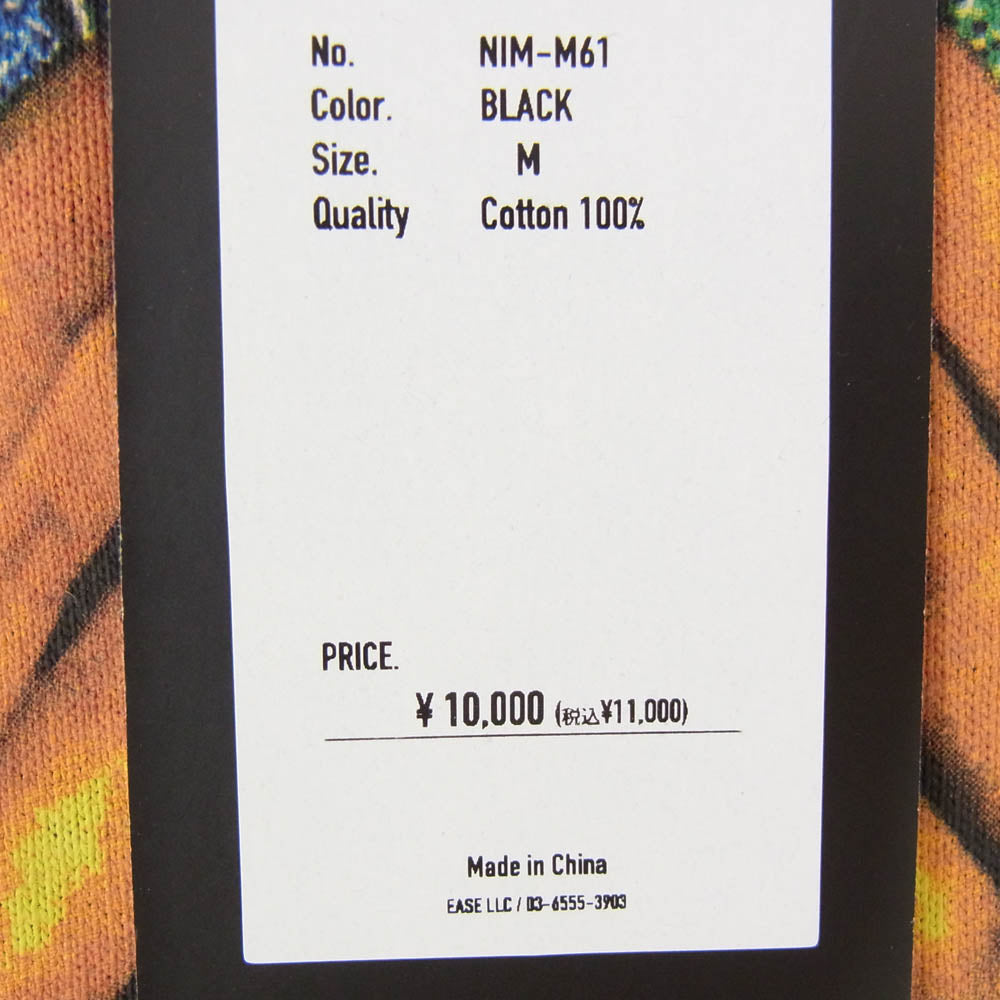 No. NIM-M61
Color. BLACK
Size. M
Quality Cotton 100%
PRICE.
¥ 10,000 (税込¥11,000)
Made in China
EASE LLC / 03-6555-3903